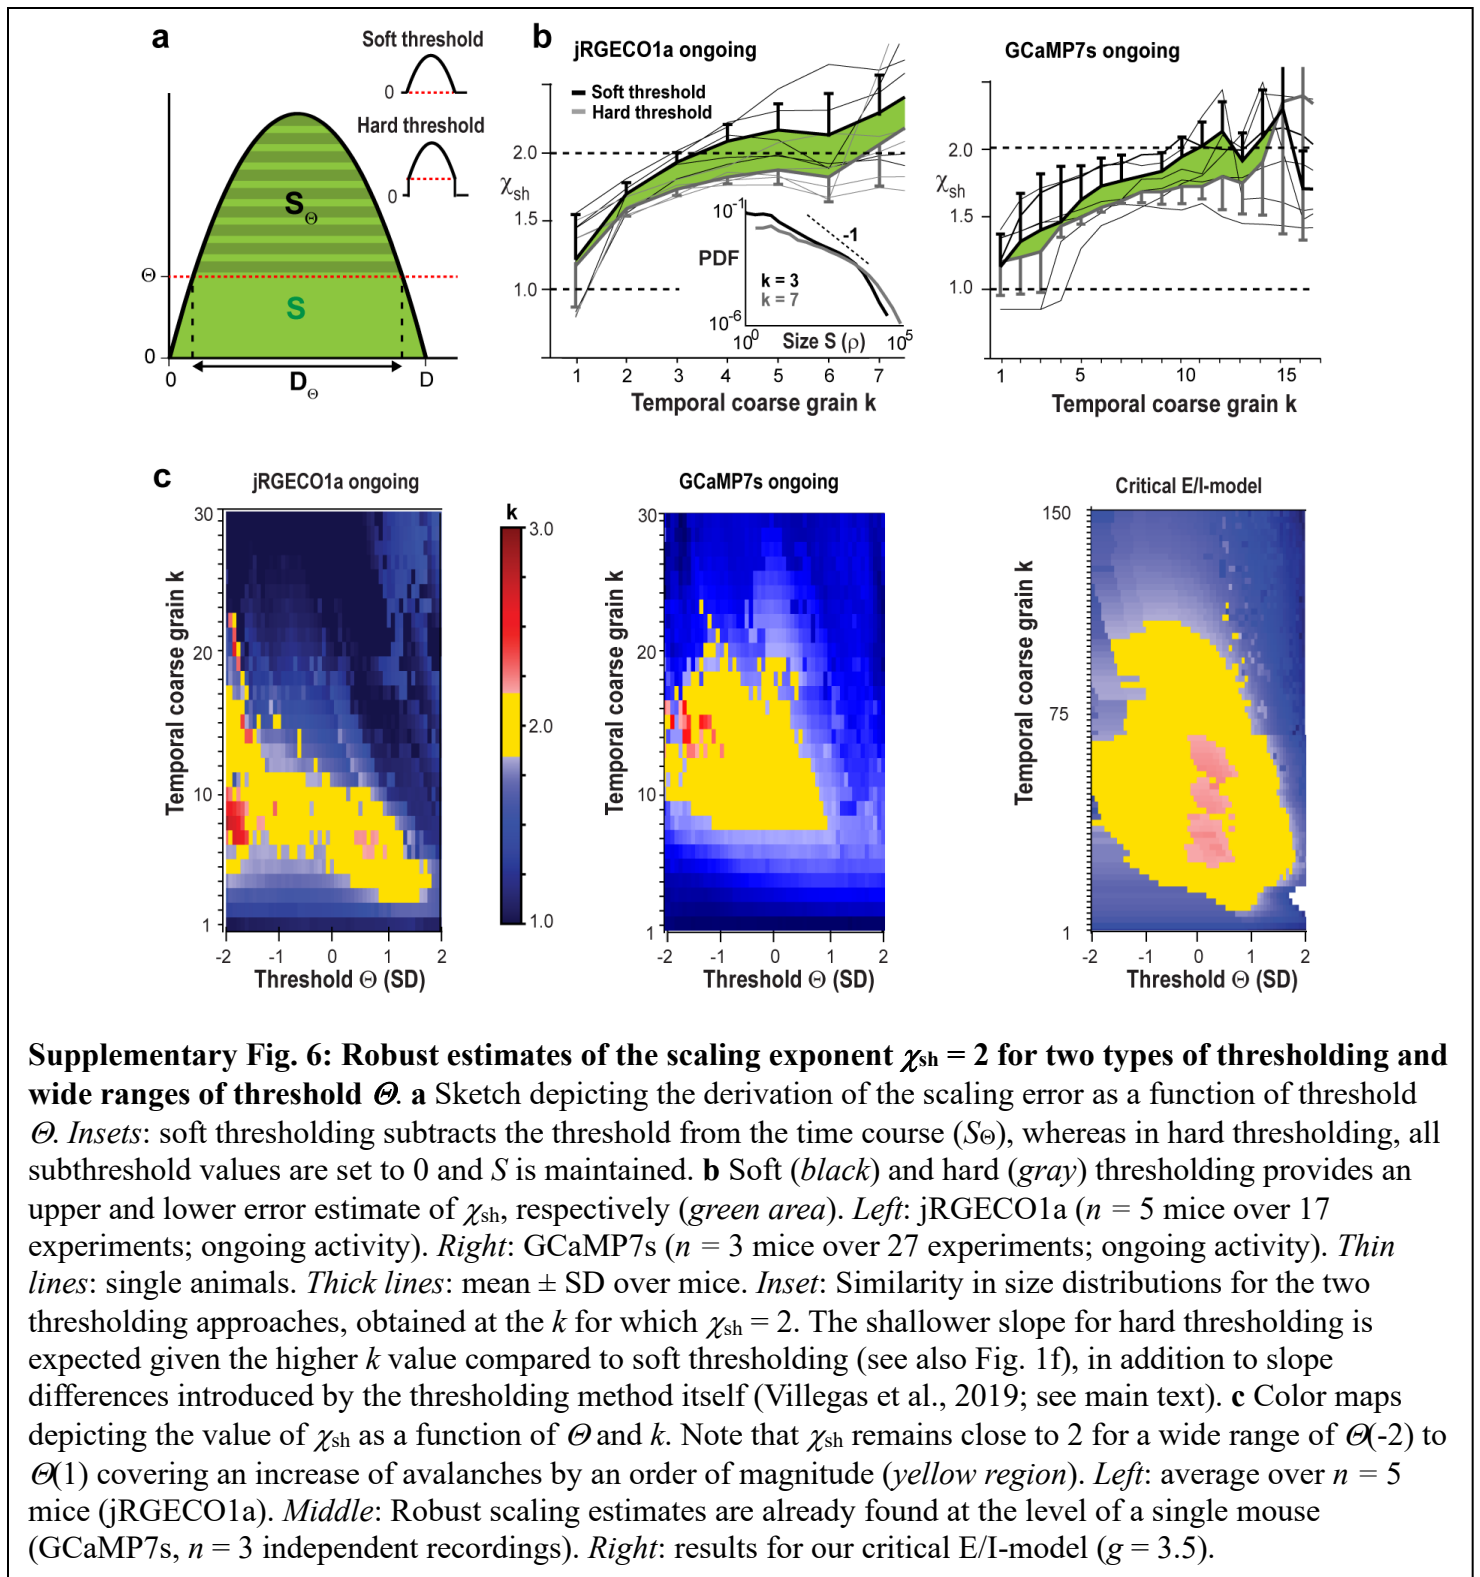 a
Soft threshold
0
Hard threshold
0
SΘ
Θ
S
0
0
DΘ
D
b
jRGECO1a ongoing
Soft threshold
Hard threshold
2.0
χsh
1.5
1.0
10-1
-1
PDF
k = 3
k = 7
10-6
100
Size S (ρ)
105
1 2 3 4 5 6 7
Temporal coarse grain k
GCaMP7s ongoing
2.0
χsh
1.5
1.0
1 5 10 15
Temporal coarse grain k
c
jRGECO1a ongoing
30
20
10
1
Temporal coarse grain k
-2 -1 0 1 2
Threshold Θ (SD)
k
3.0
2.0
1.0
GCaMP7s ongoing
30
20
10
1
Temporal coarse grain k
-2 -1 0 1 2
Threshold Θ (SD)
Critical E/I-model
150
75
1
Temporal coarse grain k
-2 -1 0 1 2
Threshold Θ (SD)
Supplementary Fig. 6: Robust estimates of the scaling exponent χsh = 2 for two types of thresholding and
wide ranges of threshold Θ. a Sketch depicting the derivation of the scaling error as a function of threshold
Θ. Insets: soft thresholding subtracts the threshold from the time course (SΘ), whereas in hard thresholding, all
subthreshold values are set to 0 and S is maintained. b Soft (black) and hard (gray) thresholding provides an
upper and lower error estimate of χsh, respectively (green area). Left: jRGECO1a (n = 5 mice over 17
experiments; ongoing activity). Right: GCaMP7s (n = 3 mice over 27 experiments; ongoing activity). Thin
lines: single animals. Thick lines: mean ± SD over mice. Inset: Similarity in size distributions for the two
thresholding approaches, obtained at the k for which χsh = 2. The shallower slope for hard thresholding is
expected given the higher k value compared to soft thresholding (see also Fig. 1f), in addition to slope
differences introduced by the thresholding method itself (Villegas et al., 2019; see main text). c Color maps
depicting the value of χsh as a function of Θ and k. Note that χsh remains close to 2 for a wide range of Θ(-2) to
Θ(1) covering an increase of avalanches by an order of magnitude (yellow region). Left: average over n = 5
mice (jRGECO1a). Middle: Robust scaling estimates are already found at the level of a single mouse
(GCaMP7s, n = 3 independent recordings). Right: results for our critical E/I-model (g = 3.5).